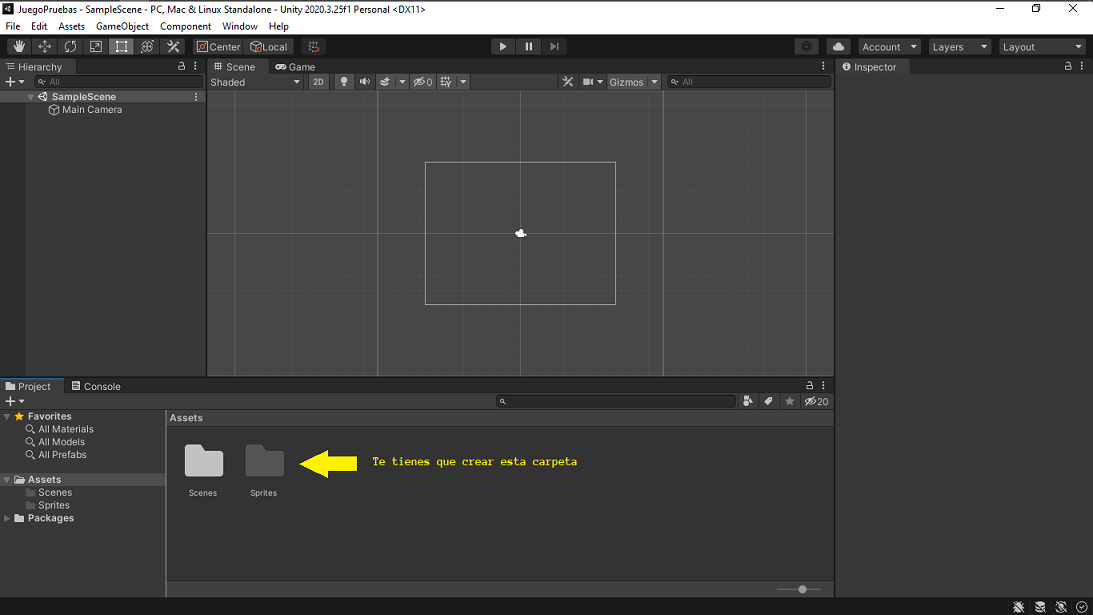 JuegoPruebas - SampleScene - PC, Mac & Linux Standalone - Unity 2020.3.25f1 Personal <DX11>
File Edit Assets GameObject Component Window Help
Center Local Account Layers Layout
Hierarchy
All
SampleScene
Main Camera
Scene Game
Shaded 2D 0 Gizmos All
Inspector
Project Console
20
Favorites
All Materials
All Models
All Prefabs
Assets
Scenes
Sprites
Packages
Assets
Te tienes que crear esta carpeta
Scenes Sprites